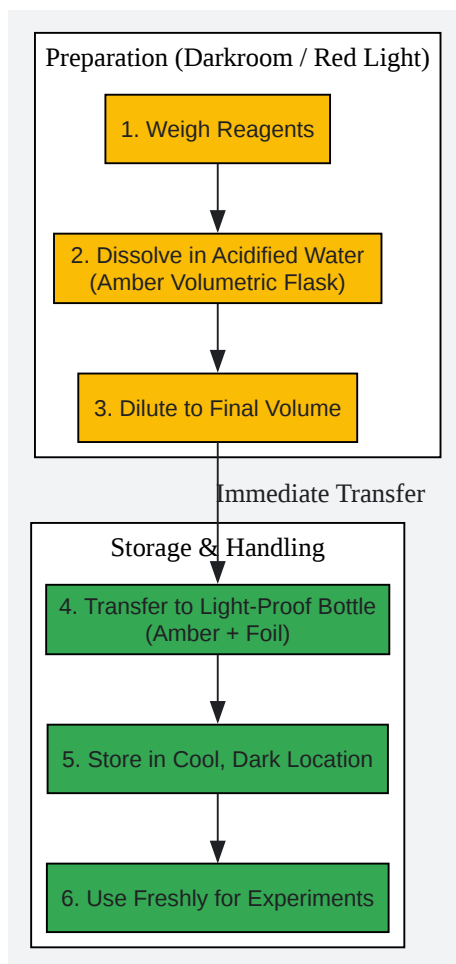 Preparation (Darkroom / Red Light)
1. Weigh Reagents
2. Dissolve in Acidified Water
(Amber Volumetric Flask)
3. Dilute to Final Volume
Immediate Transfer
Storage & Handling
4. Transfer to Light-Proof Bottle
(Amber + Foil)
5. Store in Cool, Dark Location
6. Use Freshly for Experiments